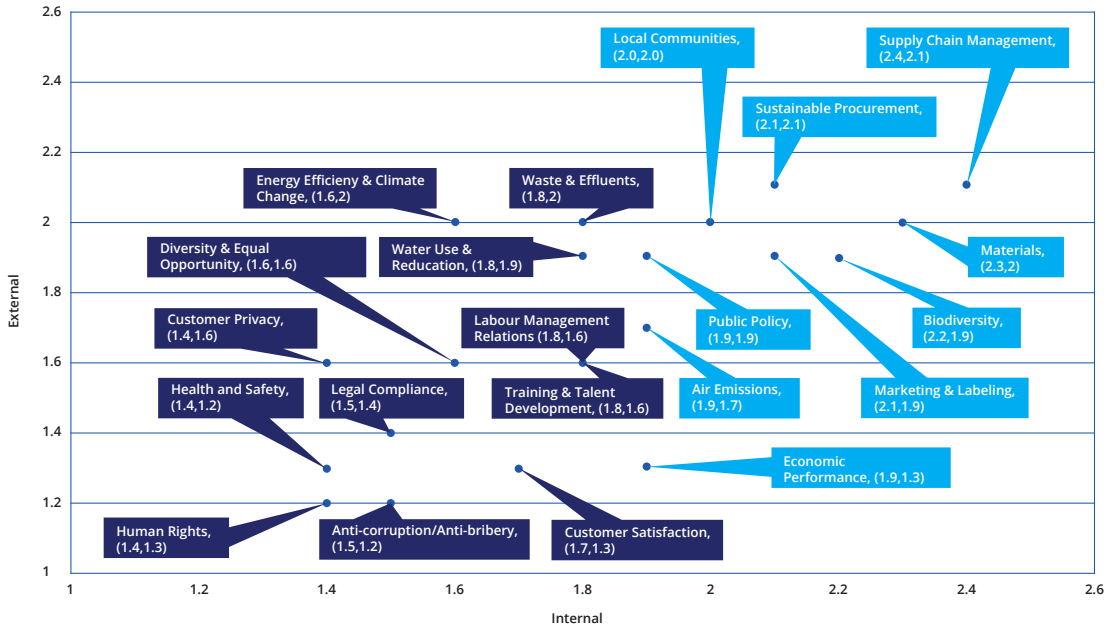 2.6
2.4
2.2
2
1.8
1.6
1.4
1.2
1
External
Local Communities,
(2.0,2.0)
Supply Chain Management,
(2.4,2.1)
Sustainable Procurement,
(2.1,2.1)
Energy Efficieny & Climate
Change, (1.6,2)
Waste & Effluents,
(1.8,2)
Diversity & Equal
Opportunity, (1.6,1.6)
Water Use &
Reducation, (1.8,1.9)
Materials,
(2.3,2)
Customer Privacy,
(1.4,1.6)
Labour Management
Relations (1.8,1.6)
Public Policy,
(1.9,1.9)
Biodiversity,
(2.2,1.9)
Health and Safety,
(1.4,1.2)
Legal Compliance,
(1.5,1.4)
Training & Talent
Development, (1.8,1.6)
Air Emissions,
(1.9,1.7)
Marketing & Labeling,
(2.1,1.9)
Economic
Performance, (1.9,1.3)
Human Rights,
(1.4,1.3)
Anti-corruption/Anti-bribery,
(1.5,1.2)
Customer Satisfaction,
(1.7,1.3)
1
1.2
1.4
1.6
1.8
2
2.2
2.4
2.6
Internal